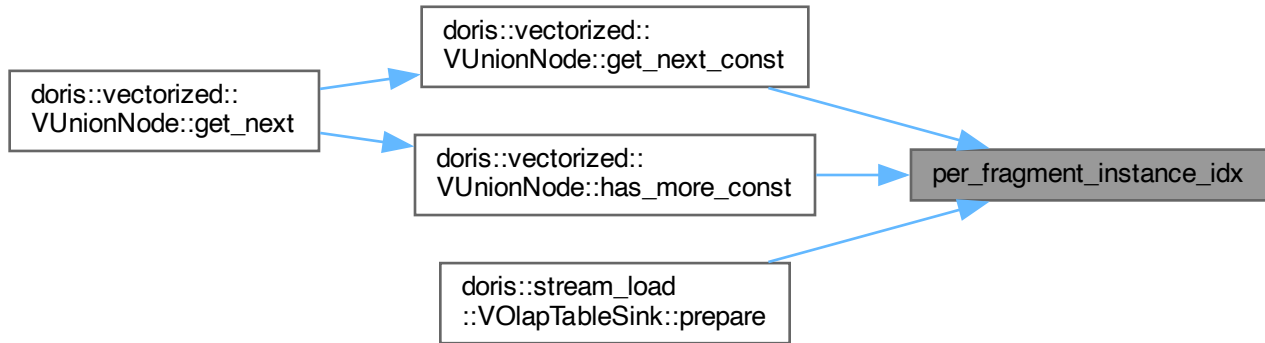 doris::vectorized::
VUnionNode::get_next
doris::vectorized::
VUnionNode::get_next_const
doris::vectorized::
VUnionNode::has_more_const
doris::stream_load
::VOlapTableSink::prepare
per_fragment_instance_idx